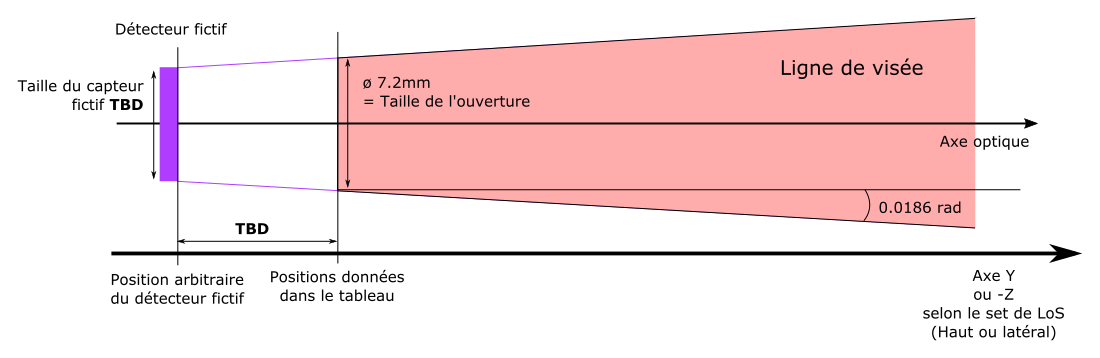 Détecteur fictif
Taille du capteur
fictif TBD
ø 7.2mm
= Taille de l'ouverture
Ligne de visée
Axe optique
0.0186 rad
TBD
Position arbitraire
du détecteur fictif
Positions données
dans le tableau
Axe Y
ou -Z
selon le set de LoS
(Haut ou latéral)